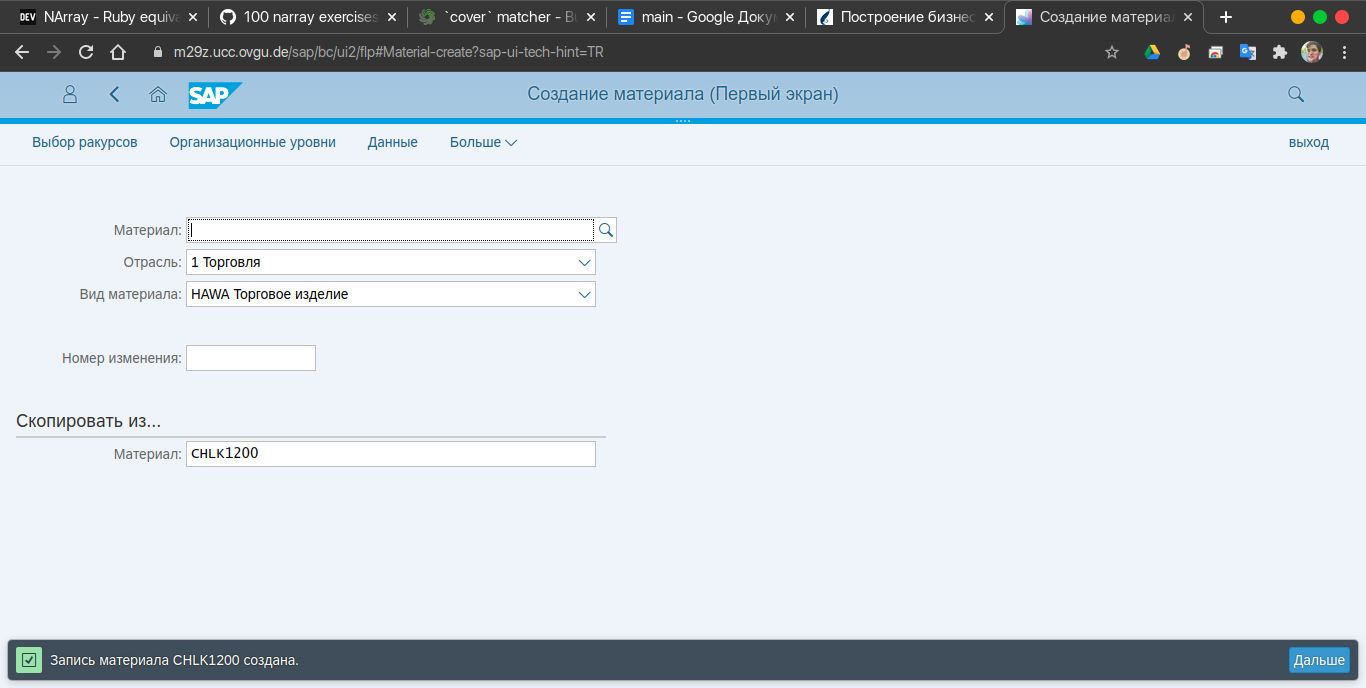 DEV NArray - Ruby equiva
100 narray exercises
`cover` matcher - Bu
main - Google Доку
Построение бизнес
Создание материа
m29z.ucc.ovgu.de/sap/bc/ui2/flp#Material-create?sap-ui-tech-hint=TR
SAP
Создание материала (Первый экран)
Выбор ракурсов Организационные уровни Данные Больше выход
Материал:
Отрасль: 1 Торговля
Вид материала: HAWA Торговое изделие
Номер изменения:
Скопировать из...
Материал: CHLK1200
Запись материала CHLK1200 создана. Дальше